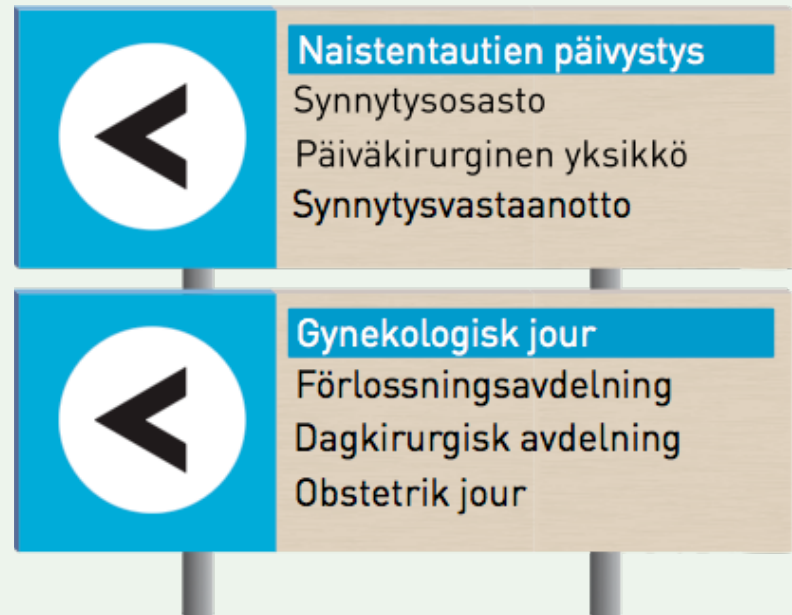 Naistentautien päivystys
Synnytysosasto
Päiväkirurginen yksikkö
Synnytysvastaanotto
Gynekologisk jour
Förlossningsavdelning
Dagkirurgisk avdelning
Obstetrik jour